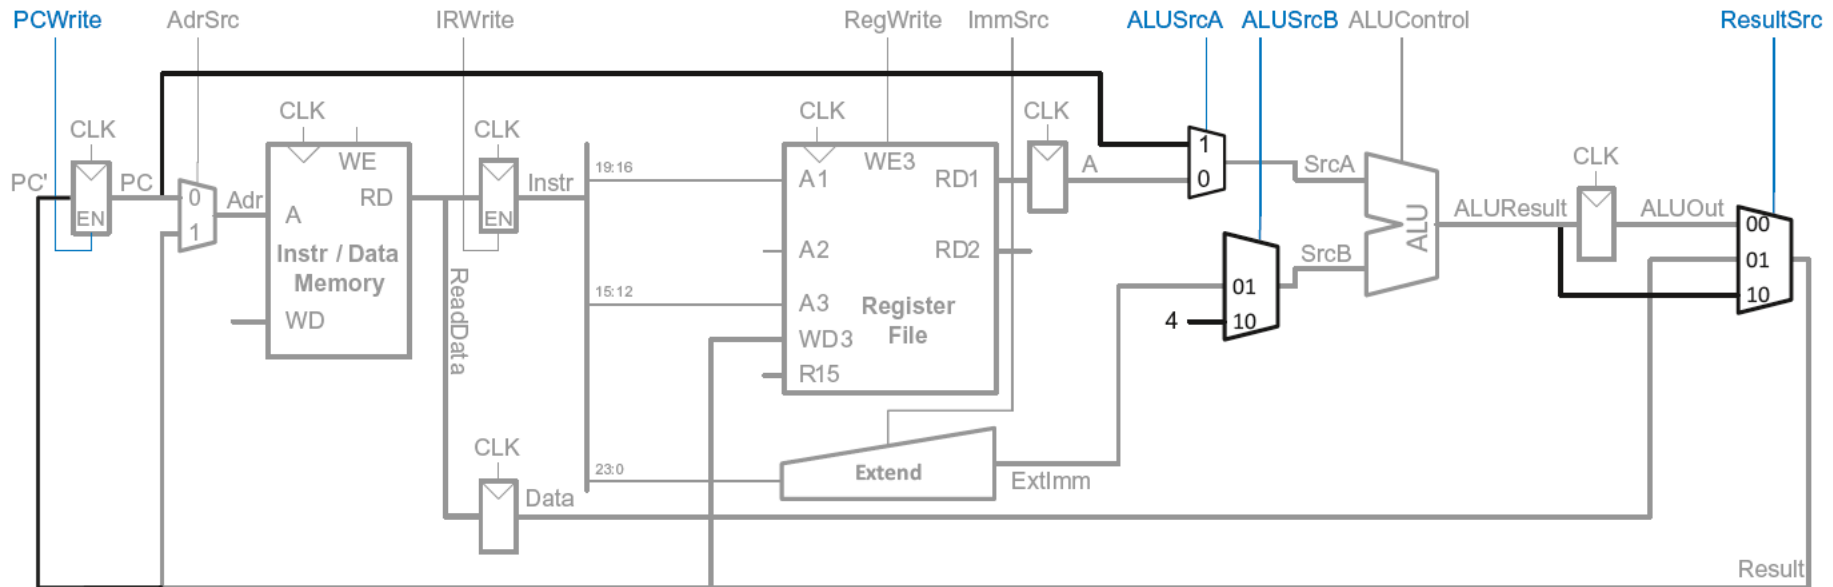 PCWrite
AdrSrc
IRWrite
RegWrite
ImmSrc
ALUSrcA
ALUSrcB
ALUControl
ResultSrc
CLK
CLK
CLK
CLK
CLK
CLK
PC'
EN
PC
0
1
Adr
WE
RD
A
Instr / Data
Memory
WD
EN
Instr
ReadData
19:16
15:12
23:0
WE3
A1
RD1
A2
RD2
A3
Register
File
WD3
R15
A
1
0
SrcA
01
10
4
SrcB
ALU
ALUResult
ALUOut
00
01
10
CLK
Data
Extend
ExtImm
Result